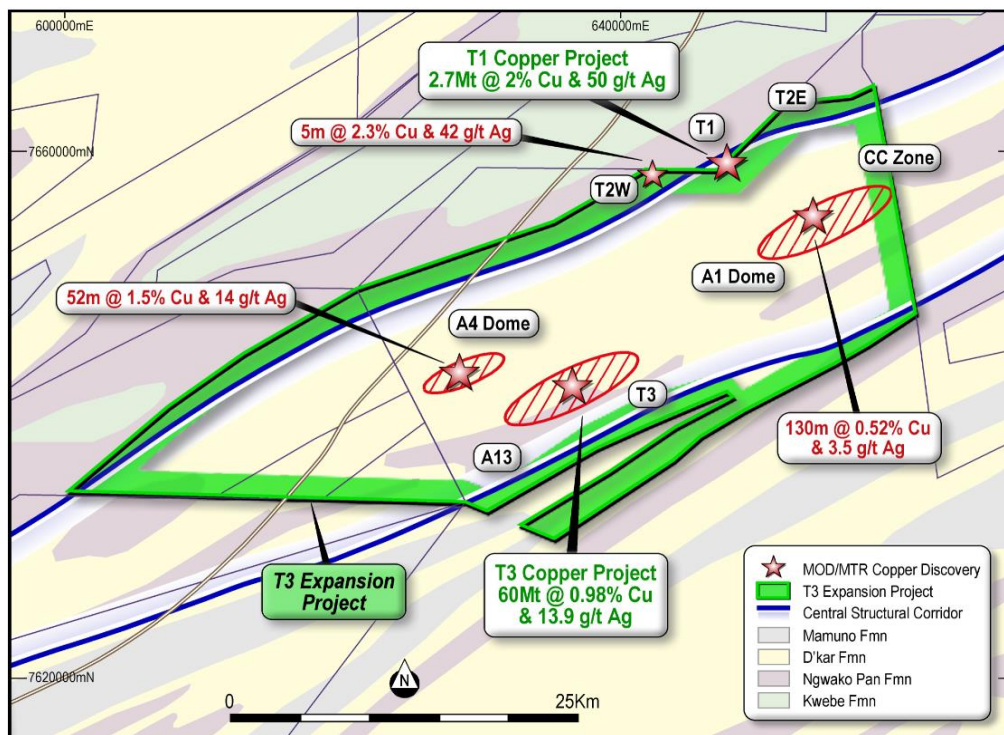 600000mE
640000mE
T1 Copper Project
2.7Mt @ 2% Cu & 50 g/t Ag
T2E
5m @ 2.3% Cu & 42 g/t Ag
T1
7660000mN
CC Zone
T2W
A1 Dome
52m @ 1.5% Cu & 14 g/t Ag
A4 Dome
T3
130m @ 0.52% Cu
& 3.5 g/t Ag
A13
T3 Expansion
Project
T3 Copper Project
60Mt @ 0.98% Cu
& 13.9 g/t Ag
MOD/MTR Copper Discovery
T3 Expansion Project
Central Structural Corridor
Mamuno Fmn
D'kar Fmn
Ngwako Pan Fmn
Kwebe Fmn
7620000mN
N
0
25Km